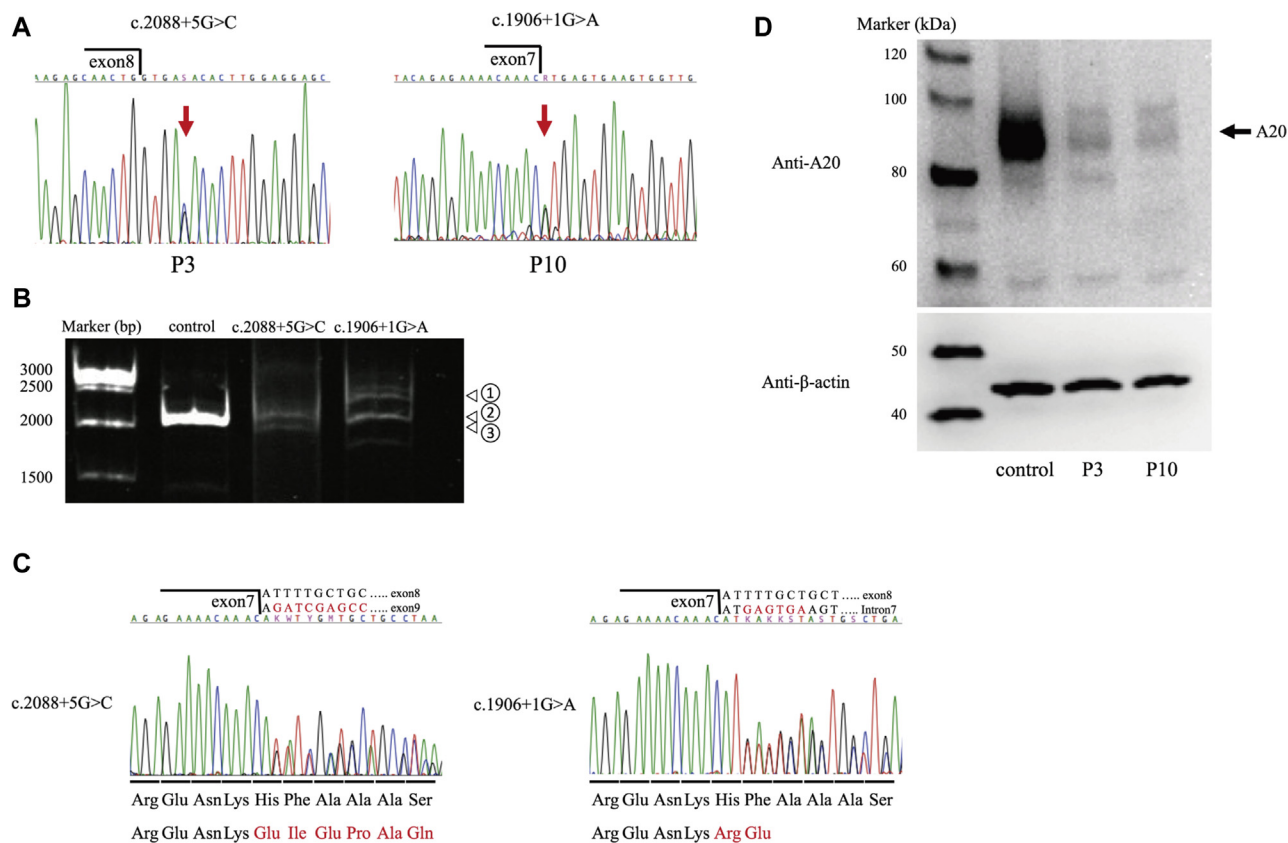 A
c.2088+5G>C
exon8
AAGAGCAACTGGTGASACACTTGGAGGAGC
P3
c.1906+1G>A
exon7
TACAGAGAAAACAAACRTGAGTGAAGTGGTTG
P10
B
Marker (bp)
control
c.2088+5G>C
c.1906+1G>A
3000
2500
2000
1500
①
②
③
C
c.2088+5G>C
exon7
ATTTTGCTGC ..... exon8
AGATCGAGCC ..... exon9
AGAGAAAACAAACAKWTYGMTGCTGCCTAA
Arg Glu Asn Lys His Phe Ala Ala Ala Ser
Arg Glu Asn Lys Glu Ile Glu Pro Ala Gln
c.1906+1G>A
exon7
ATTTTGCTGCT ..... exon8
ATGAGTGAAGT ..... Intron7
AGAGAAAACAAACATKAKKSTASTGSCTGA
Arg Glu Asn Lys His Phe Ala Ala Ala Ser
Arg Glu Asn Lys Arg Glu
D
Marker (kDa)
120
100
80
60
Anti-A20
A20
50
40
Anti-β-actin
control P3 P10